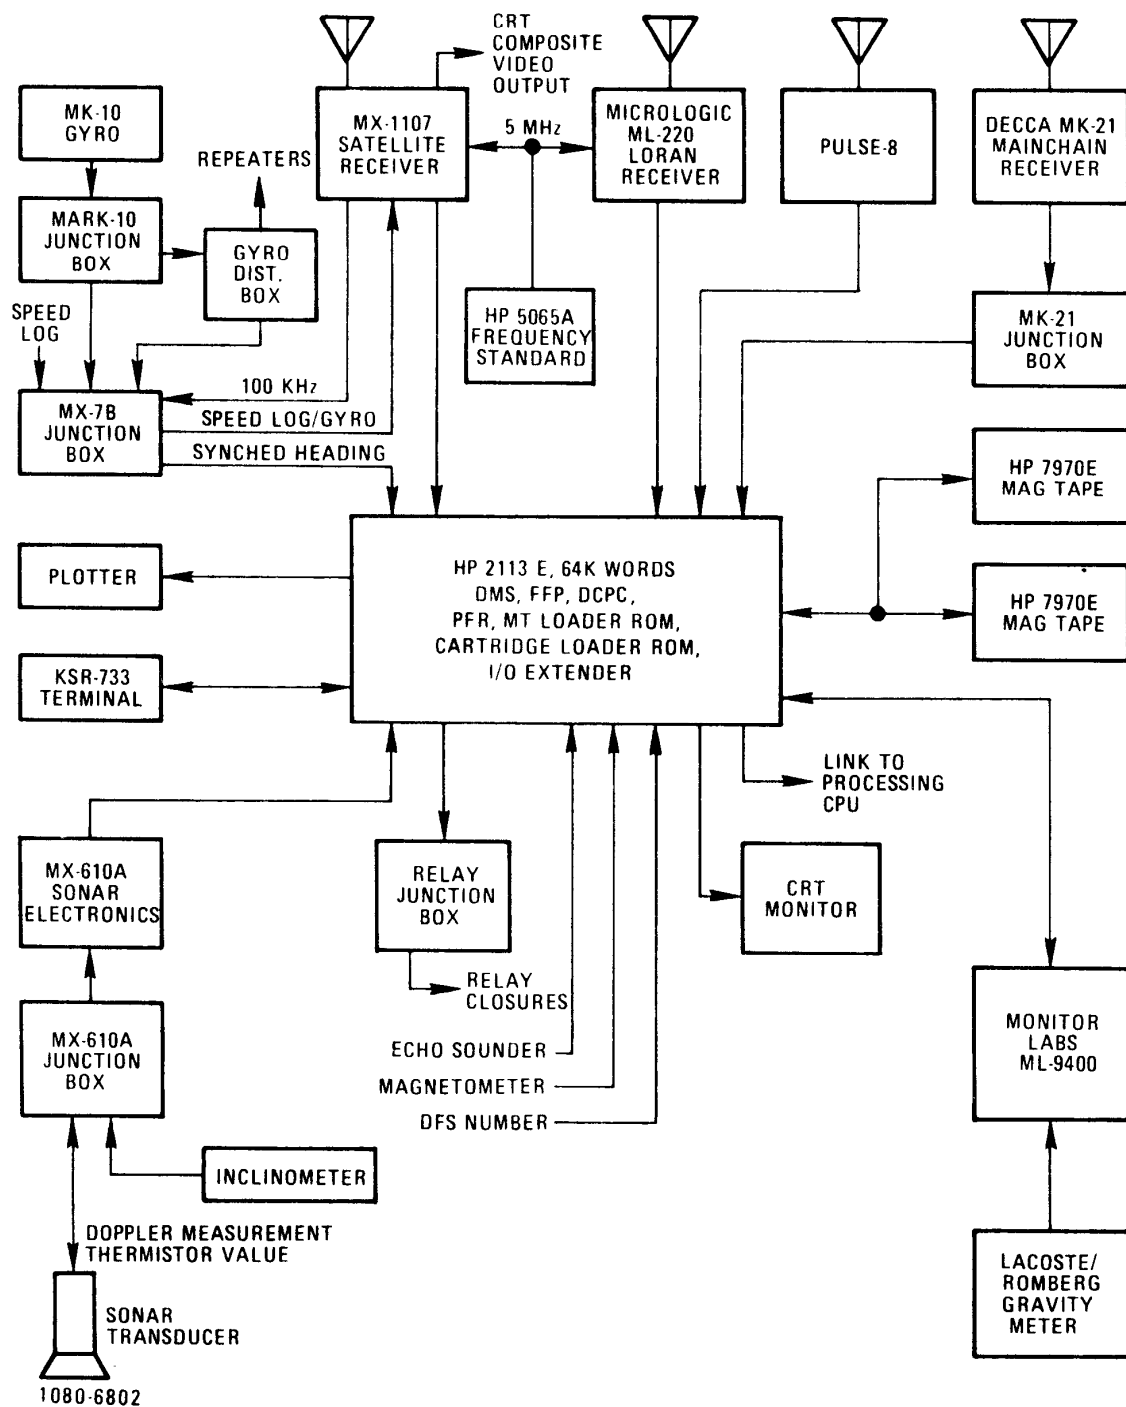 CRT
COMPOSITE
VIDEO
OUTPUT
MK-10
GYRO
MX-1107
SATELLITE
RECEIVER
5 MHz
MICROLOGIC
ML-220
LORAN
RECEIVER
PULSE-8
DECCA MK-21
MAINCHAIN
RECEIVER
REPEATERS
MARK-10
JUNCTION
BOX
GYRO
DIST.
BOX
SPEED
LOG
HP 5065A
FREQUENCY
STANDARD
MK-21
JUNCTION
BOX
100 KHz
MX-7B
JUNCTION
BOX
SPEED LOG/GYRO
SYNCHED HEADING
HP 7970E
MAG TAPE
PLOTTER
HP 2113 E, 64K WORDS
DMS, FFP, DCPC,
PFR, MT LOADER ROM,
CARTRIDGE LOADER ROM,
I/O EXTENDER
HP 7970E
MAG TAPE
KSR-733
TERMINAL
LINK TO
PROCESSING
CPU
MX-610A
SONAR
ELECTRONICS
RELAY
JUNCTION
BOX
CRT
MONITOR
RELAY
CLOSURES
MX-610A
JUNCTION
BOX
ECHO SOUNDER
MAGNETOMETER
DFS NUMBER
MONITOR
LABS
ML-9400
INCLINOMETER
DOPPLER MEASUREMENT
THERMISTOR VALUE
SONAR
TRANSDUCER
LACOSTE/
ROMBERG
GRAVITY
METER
1080-6802